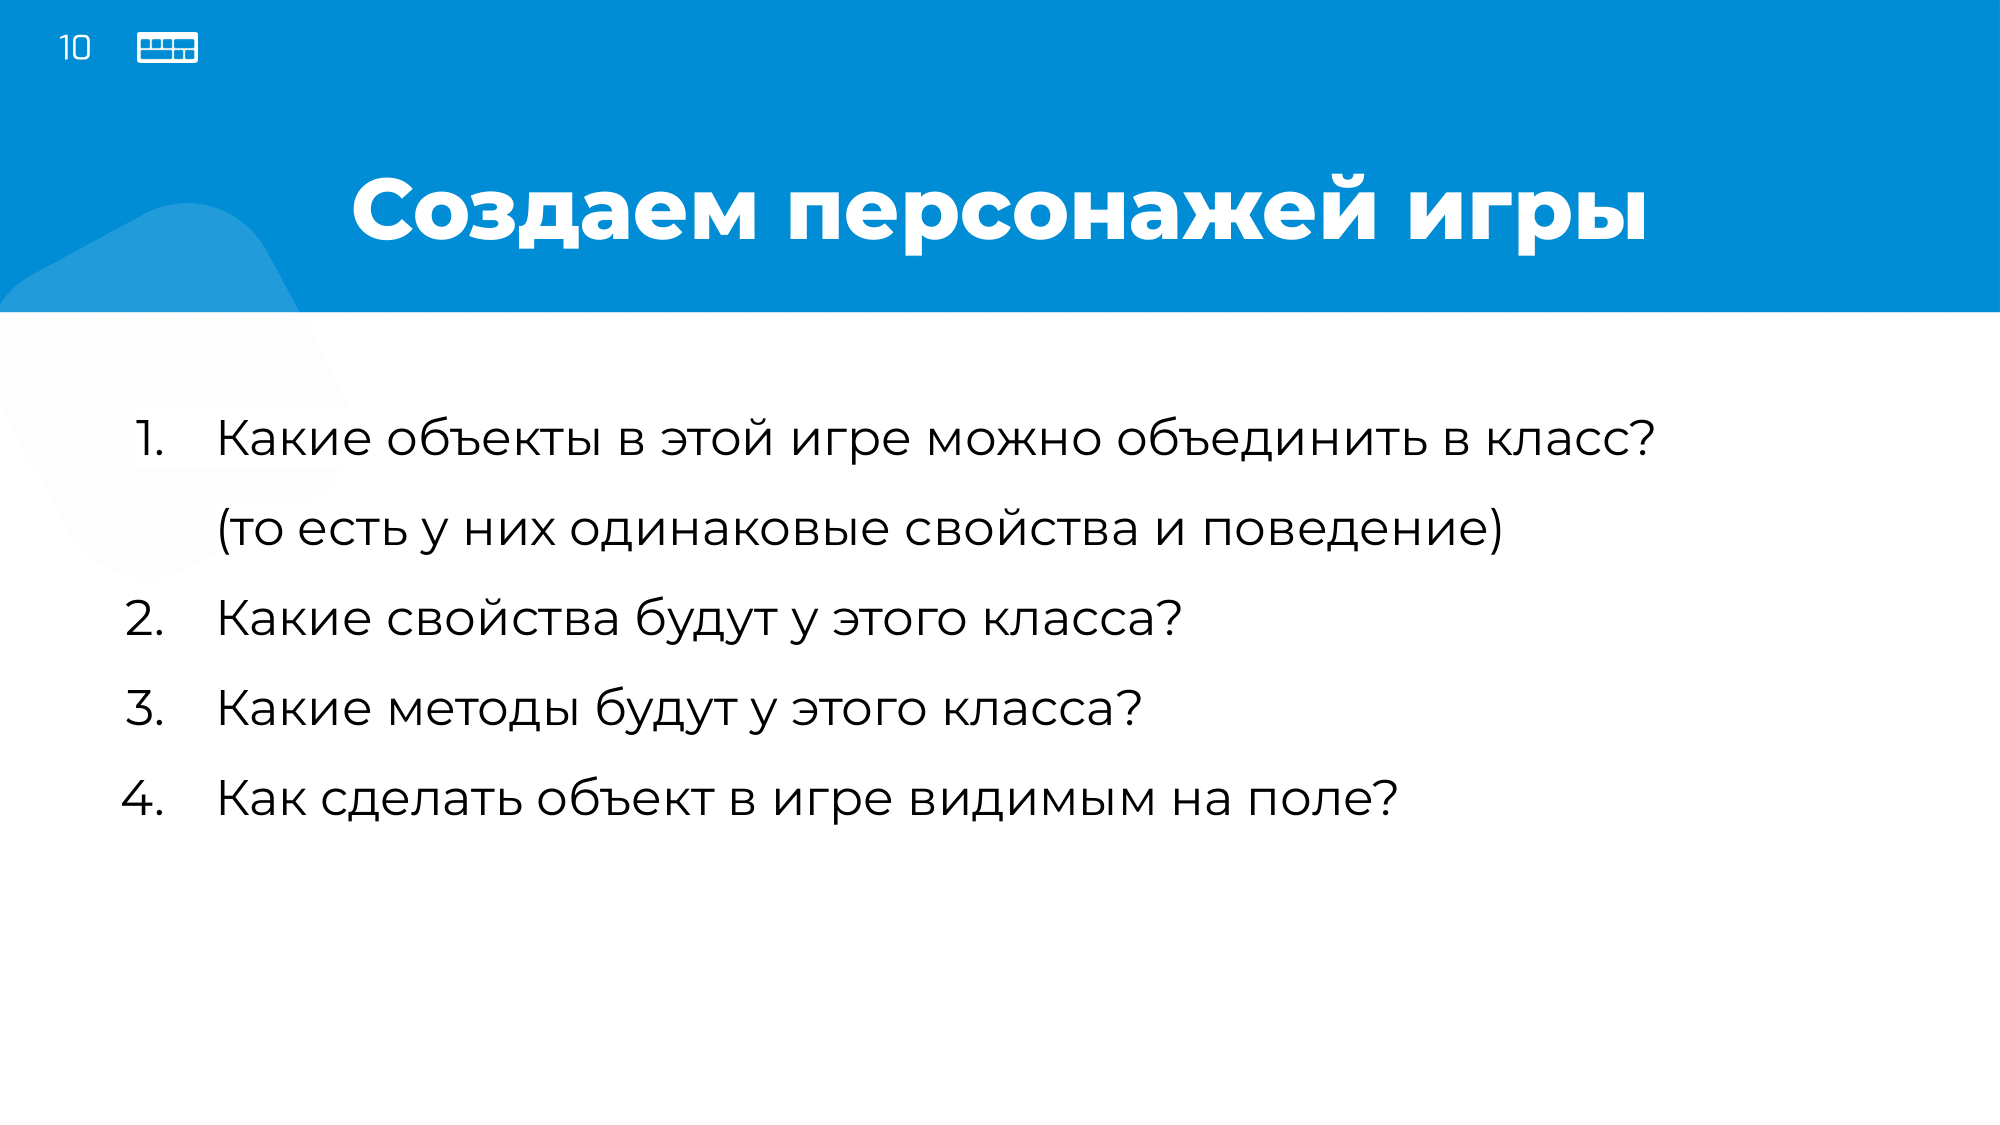 10
Создаем персонажей игры
1. Какие объекты в этой игре можно объединить в класс?
(то есть у них одинаковые свойства и поведение)
2. Какие свойства будут у этого класса?
3. Какие методы будут у этого класса?
4. Как сделать объект в игре видимым на поле?